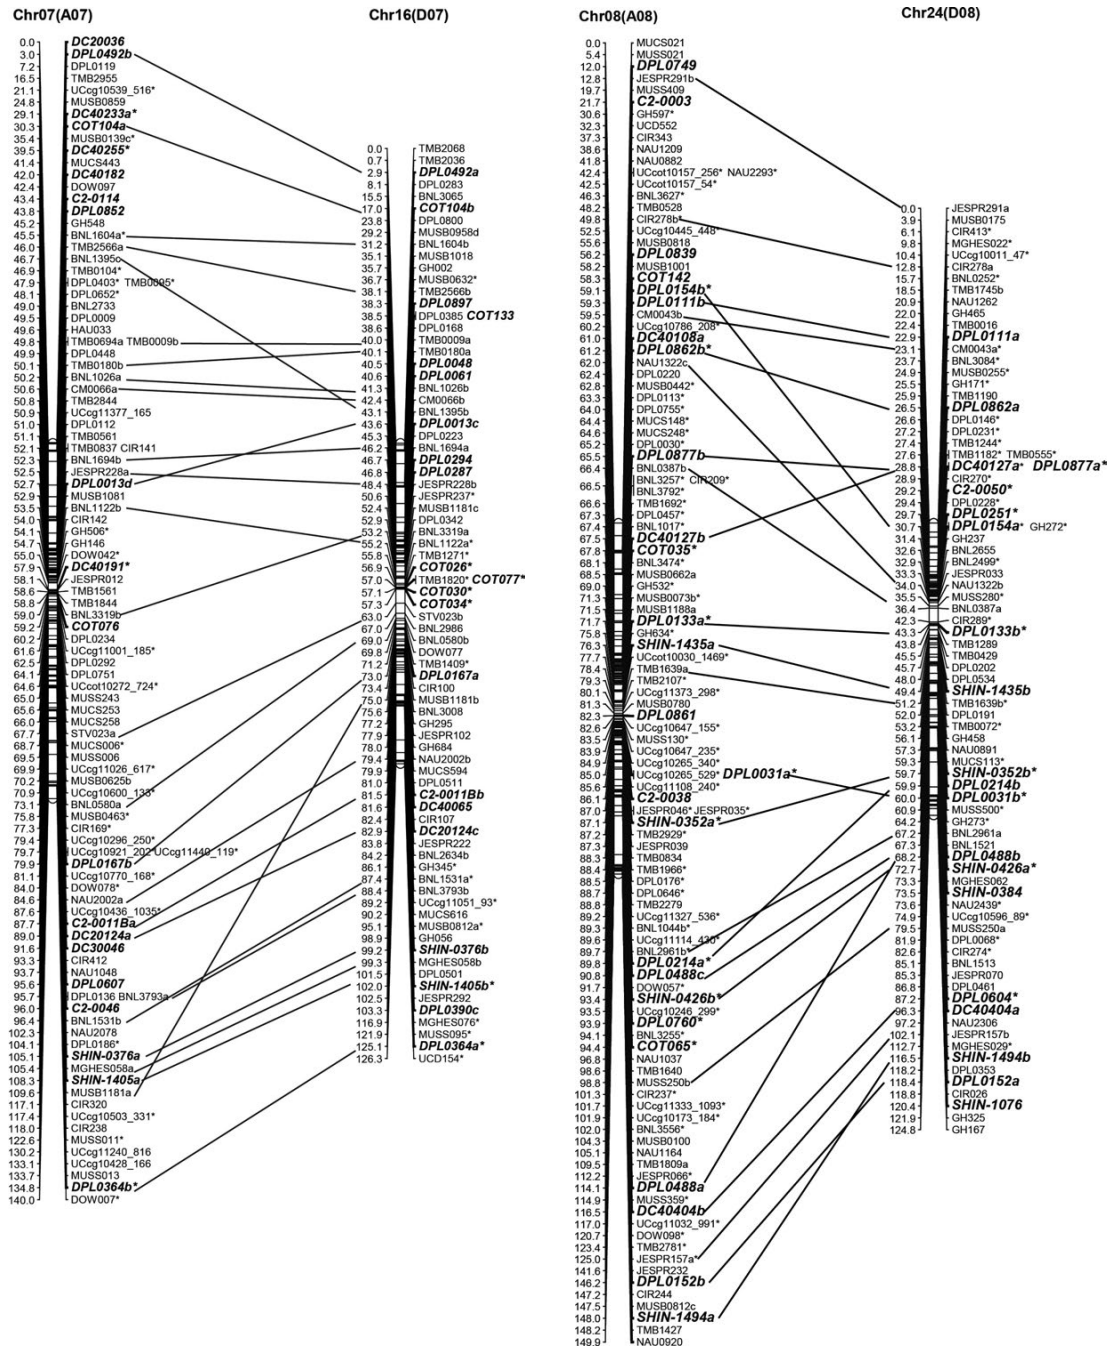 Chr07(A07)
0.0 DC20036
3.0 DPL0492b
7.2 DPL0119
16.5 TMB2955
21.1 UCcg10539_516*
24.8 MUSB0859
29.1 DC40233a*
30.3 COT104a
35.4 MUSB0139c*
39.5 DC40255*
41.4 MUCS443
42.0 DC40182
42.4 DOW097
43.4 C2-0114
43.8 DPL0852
45.2 GH548
45.5 BNL1604a*
46.0 TMB2566a
46.7 BNL1395c
46.9 TMB0104*
47.9 DPL0403* TMB0095*
48.1 DPL0652*
49.0 BNL2733
49.5 DPL0009
49.6 HAU033
49.8 TMB0694a TMB0009b
49.9 DPL0448
50.1 TMB0180b
50.2 BNL1026a
50.6 CM0066a
50.8 TMB2844
50.9 UCcg11377_165
51.0 DPL0112
51.1 TMB0561
52.1 TMB0837 CIR141
52.3 BNL1694b
52.5 JESPR228a
52.7 DPL0013d
52.9 MUSB1081
53.5 BNL1122b
54.0 CIR142
54.1 GH506*
54.7 GH146
55.0 DOW042*
57.9 DC40191*
58.1 JESPR012
58.6 TMB1561
58.8 TMB1844
59.0 BNL3319b
59.2 COT076
60.2 DPL0234
61.6 UCcg11001_185*
62.5 DPL0292
64.1 DPL0751
64.6 UCcot10272_724*
65.0 MUSS243
65.6 MUCS253
66.0 MUCS258
67.7 STV023a
68.7 MUCS006*
69.5 MUSS006
69.9 UCcg11026_617*
70.2 MUSB0625b
70.9 UCcg10600_133*
73.1 BNL0580a
75.8 MUSB0463*
77.3 CIR169*
79.4 UCcg10296_250*
79.7 UCcg10921_202 UCcg11440_119*
79.9 DPL0167b
81.1 UCcg10770_168*
84.0 DOW078*
84.6 NAU2002a
87.6 UCcg10436_1035*
87.7 C2-0011Ba
89.0 DC20124a
91.6 DC30046
93.3 CIR412
93.7 NAU1048
95.6 DPL0607
95.7 DPL0136 BNL3793a
96.0 C2-0046
96.4 BNL1531b
102.3 NAU2078
104.1 DPL0186*
105.1 SHIN-0376a
105.4 MGHES058a
108.3 SHIN-1405a
109.6 MUSB1181a
117.1 CIR320
117.4 UCcg10503_331*
118.0 CIR238
122.6 MUSS011*
130.2 UCcg11240_816
133.1 UCcg10428_166
133.7 MUSS013
134.8 DPL0364b*
140.0 DOW007*
Chr16(D07)
0.0 TMB2068
0.7 TMB2036
2.9 DPL0492a
8.1 DPL0283
15.5 BNL3065
17.0 COT104b
23.8 DPL0800
29.2 MUSB0958d
31.2 BNL1604b
35.1 MUSB1018
35.7 GH002
36.7 MUSB0632*
38.1 TMB2566b
38.3 DPL0897
38.5 DPL0385 COT133
38.6 DPL0168
40.0 TMB0009a
40.1 TMB0180a
40.5 DPL0048
40.6 DPL0061
41.3 BNL1026b
42.4 CM0066b
43.1 BNL1395b
43.6 DPL0013c
45.3 DPL0223
46.2 BNL1694a
46.7 DPL0294
46.8 DPL0287
48.4 JESPR228b
50.6 JESPR237*
52.4 MUSB1181c
52.9 DPL0342
53.2 BNL3319a
55.2 BNL1122a*
55.8 TMB1271*
56.9 COT026*
57.0 TMB1820* COT077*
57.1 COT030*
57.3 COT034*
63.0 STV023b
67.0 BNL2986
69.0 BNL0580b
69.8 DOW077
71.2 TMB1409*
73.0 DPL0167a
73.4 CIR100
75.0 MUSB1181b
75.6 BNL3008
77.2 GH295
77.9 JESPR102
78.0 GH684
79.4 NAU2002b
79.9 MUCS594
81.0 DPL0511
81.5 C2-0011Bb
81.6 DC40065
82.4 CIR107
82.9 DC20124c
83.8 JESPR222
84.2 BNL2634b
86.1 GH345*
87.4 BNL1531a*
88.4 BNL3793b
89.2 UCcg11051_93*
90.2 MUCS616
95.1 MUSB0812a*
98.9 GH056
99.2 SHIN-0376b
99.3 MGHES058b
101.5 DPL0501
102.0 SHIN-1405b*
102.5 JESPR292
103.3 DPL0390c
116.9 MGHES076*
121.9 MUSS095*
125.1 DPL0364a*
126.3 UCD154*
Chr08(A08)
0.0 MUCS021
5.4 MUSS021
12.0 DPL0749
12.8 JESPR291b
19.7 MUSS409
21.7 C2-0003
30.6 GH597*
32.3 UCD552
37.3 CIR343
38.6 NAU1209
41.8 NAU0882
42.4 UCcot10157_256* NAU2293*
42.5 UCcot10157_54*
46.3 BNL3627*
48.2 TMB0528
49.8 CIR278b*
52.5 UCcg10445_448*
55.6 MUSB0818
56.2 DPL0839
58.2 MUSB1001
58.3 COT142
59.1 DPL0154b*
59.3 DPL0111b
59.5 CM0043b
60.2 UCcg10786_208*
61.0 DC40108a
61.2 DPL0862b*
62.0 NAU1322c
62.4 DPL0220
62.8 MUSB0442*
63.3 DPL0113*
64.0 DPL0755*
64.4 MUCS148*
64.6 MUCS248*
65.2 DPL0030*
65.5 DPL0877b
66.4 BNL0387b
66.5 BNL3257* CIR209*
BNL3792*
66.6 TMB1692*
67.3 DPL0457*
67.4 BNL1017*
67.5 DC40127b
67.8 COT035*
68.1 BNL3474*
68.5 MUSB0662a
69.0 GH532*
71.3 MUSB0073b*
71.5 MUSB1188a
71.7 DPL0133a*
75.8 GH634*
76.3 SHIN-1435a
77.7 UCcot10030_1469*
78.4 TMB1639a
79.3 TMB2107*
80.1 UCcg11373_298*
81.3 MUSB0780
82.3 DPL0861
82.6 UCcg10647_155*
83.5 MUSS130*
83.9 UCcg10647_235*
84.9 UCcg10265_340*
85.0 UCcg10265_529* DPL0031a*
85.6 UCcg11108_240*
86.1 C2-0038
87.0 JESPR046* JESPR035*
87.1 SHIN-0352a*
87.2 TMB2929*
87.3 JESPR039
88.3 TMB0834
88.4 TMB1966*
88.5 DPL0176*
88.7 DPL0646*
88.8 TMB2279
89.2 UCcg11327_536*
89.3 BNL1044b*
89.6 UCcg11114_430*
89.7 BNL2961b*
89.8 DPL0214a*
90.8 DPL0488c
91.7 DOW057*
93.4 SHIN-0426b*
93.5 UCcg10246_299*
93.9 DPL0760*
94.1 BNL3255*
94.4 COT065*
96.8 NAU1037
98.6 TMB1640
98.8 MUSS250b
101.3 CIR237*
101.7 UCcg11333_1093*
101.9 UCcg10173_184*
102.0 BNL3556*
104.3 MUSB0100
105.1 NAU1164
109.5 TMB1809a
112.2 JESPR066*
114.1 DPL0488a
114.9 MUSS359*
116.5 DC40404b
117.0 UCcg11032_991*
120.7 DOW098*
123.4 TMB2781*
125.0 JESPR157a*
141.6 JESPR232
146.2 DPL0152b
147.2 CIR244
147.5 MUSB0812c
148.0 SHIN-1494a
148.2 TMB1427
149.9 NAU0920
Chr24(D08)
0.0 JESPR291a
3.9 MUSB0175
6.1 CIR413*
9.8 MGHES022*
10.4 UCcg10011_47*
12.8 CIR278a
15.7 BNL0252*
18.5 TMB1745b
20.9 NAU1262
22.0 GH465
22.4 TMB0016
22.9 DPL0111a
23.1 CM0043a*
23.7 BNL3084*
24.9 MUSB0255*
25.5 GH171*
25.9 TMB1190
26.5 DPL0862a
26.6 DPL0146*
27.2 DPL0231*
27.4 TMB1244*
27.6 TMB1182* TMB0555*
28.8 DC40127a* DPL0877a*
28.9 CIR270*
29.2 C2-0050*
29.4 DPL0228*
29.7 DPL0251*
30.7 DPL0154a* GH272*
31.4 GH237
32.6 BNL2655
32.9 BNL2499*
33.3 JESPR033
34.0 NAU1322b
35.5 MUSS280*
36.4 BNL0387a
42.3 CIR289*
43.3 DPL0133b*
43.8 TMB1289
45.5 TMB0429
45.7 DPL0202
48.0 DPL0534
49.4 SHIN-1435b
51.2 TMB1639b*
52.0 DPL0191
53.2 TMB0072*
56.1 GH458
57.3 NAU0891
59.3 MUCS113*
59.7 SHIN-0352b*
59.9 DPL0214b
60.0 DPL0031b*
60.9 MUSS500*
64.2 GH273*
67.2 BNL2961a
67.3 BNL1521
68.2 DPL0488b
72.7 SHIN-0426a*
73.3 MGHES062
73.5 SHIN-0384
73.6 NAU2439*
74.9 UCcg10596_89*
79.5 MUSS250a
81.9 DPL0068*
82.6 CIR274*
85.1 BNL1513
85.3 JESPR070
86.8 DPL0461
87.2 DPL0604*
96.3 DC40404a
97.2 NAU2306
102.1 JESPR157b
112.7 MGHES029*
116.5 SHIN-1494b
118.2 DPL0353
118.4 DPL0152a
118.8 CIR026
120.4 SHIN-1076
121.9 GH325
124.8 GH167